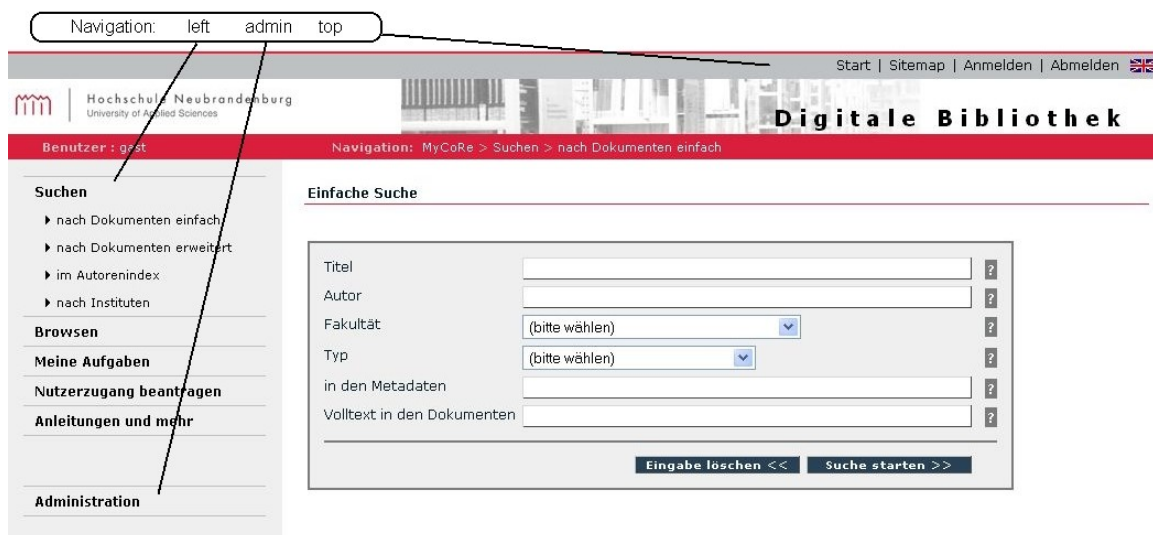 Navigation: left admin top
Start | Sitemap | Anmelden | Abmelden
Hochschule Neubrandenburg
University of Applied Sciences
Digitale Bibliothek
Benutzer : gast
Navigation: MyCoRe > Suchen > nach Dokumenten einfach
Suchen
nach Dokumenten einfach
nach Dokumenten erweitert
im Autorenindex
nach Instituten
Browsen
Meine Aufgaben
Nutzerzugang beantragen
Anleitungen und mehr
Administration
Einfache Suche
Titel ?
Autor ?
Fakultät (bitte wählen) ?
Typ (bitte wählen) ?
in den Metadaten ?
Volltext in den Dokumenten ?
Eingabe löschen << Suche starten >>